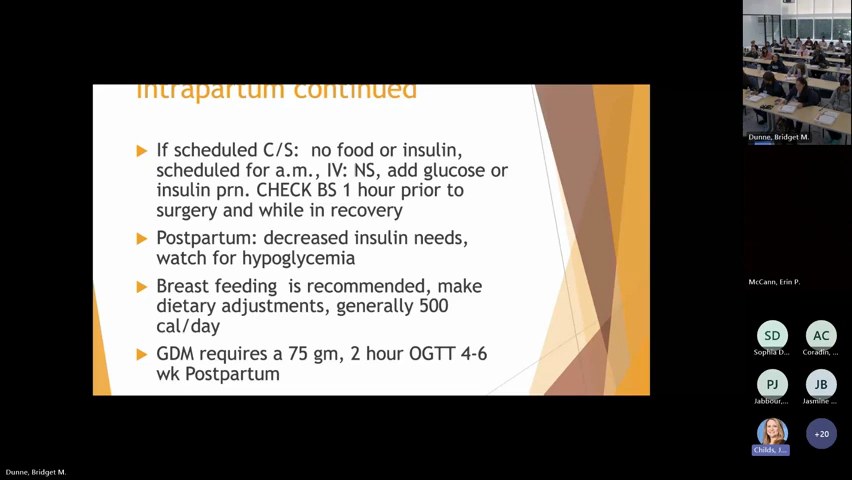 Intrapartum continued
If scheduled C/S: no food or insulin,
scheduled for a.m., IV: NS, add glucose or
insulin prn. CHECK BS 1 hour prior to
surgery and while in recovery
Postpartum: decreased insulin needs,
watch for hypoglycemia
Breast feeding is recommended, make
dietary adjustments, generally 500
cal/day
GDM requires a 75 gm, 2 hour OGTT 4-6
wk Postpartum
Dunne, Bridget M.
McCann, Erin P.
SD
AC
Sophia D...
Coradin, ...
PJ
JB
Jabbour,...
Jasmine ...
+20
Childs, J...
Dunne, Bridget M.